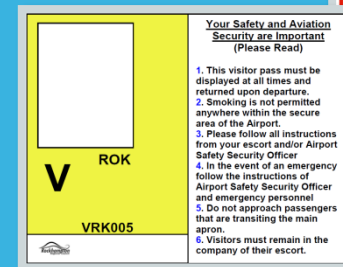 ROK
V
VRK005
Rockhampton
Your Safety and Aviation
Security are Important
(Please Read)
1. This visitor pass must be
displayed at all times and
returned upon departure.
2. Smoking is not permitted
anywhere within the secure
area of the Airport.
3. Please follow all instructions
from your escort and/or Airport
Safety Security Officer
4. In the event of an emergency
follow the instructions of
Airport Safety Security Officer
and emergency personnel
5. Do not approach passengers
that are transiting the main
apron.
6. Visitors must remain in the
company of their escort.